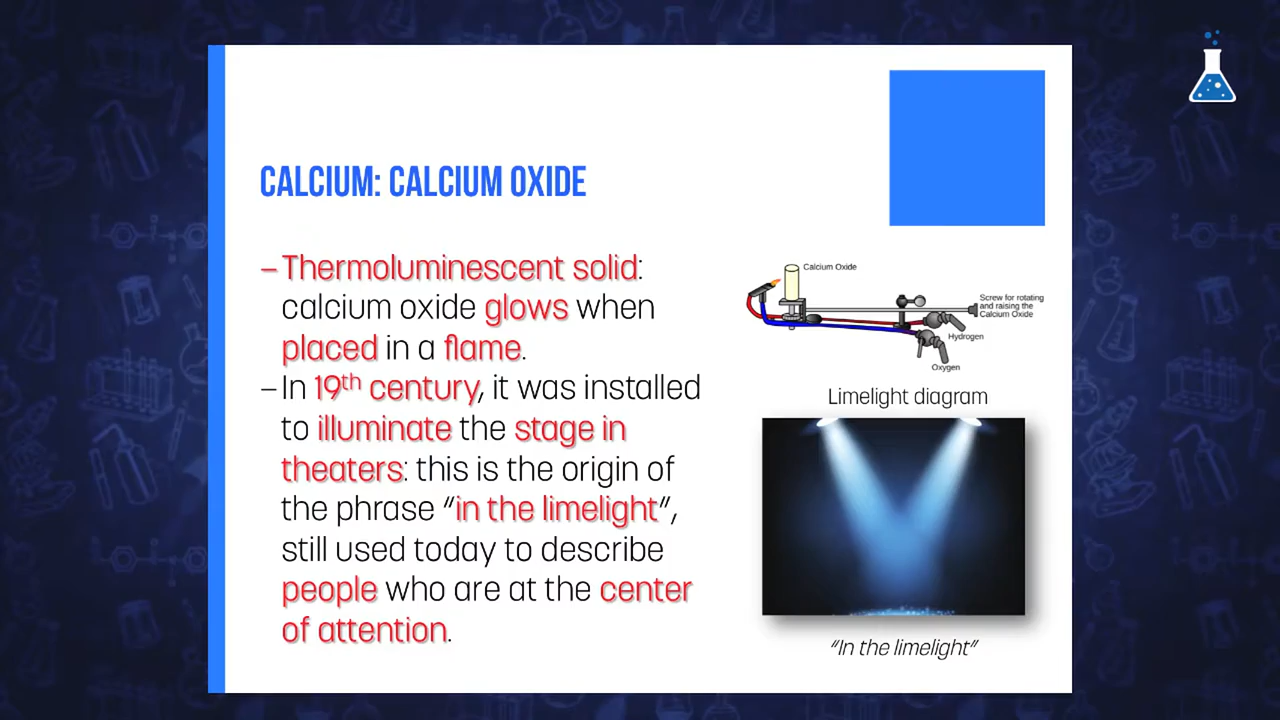 CALCIUM: CALCIUM OXIDE
– Thermoluminescent solid:
calcium oxide glows when
placed in a flame.
– In 19th century, it was installed
to illuminate the stage in
theaters: this is the origin of
the phrase “in the limelight”,
still used today to describe
people who are at the center
of attention.
Calcium Oxide
Screw for rotating
and raising the
Calcium Oxide
Hydrogen
Oxygen
Limelight diagram
“In the limelight”